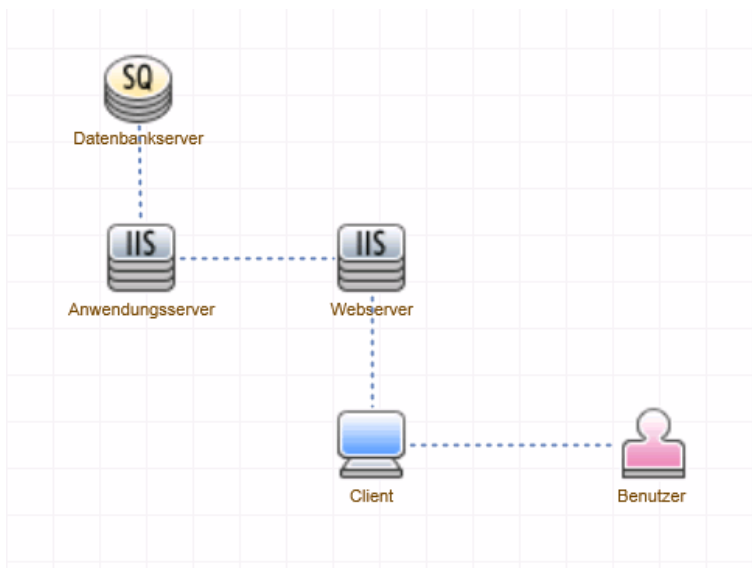 SQ
Datenbankserver
IIS
IIS
Anwendungsserver
Webserver
Client
Benutzer